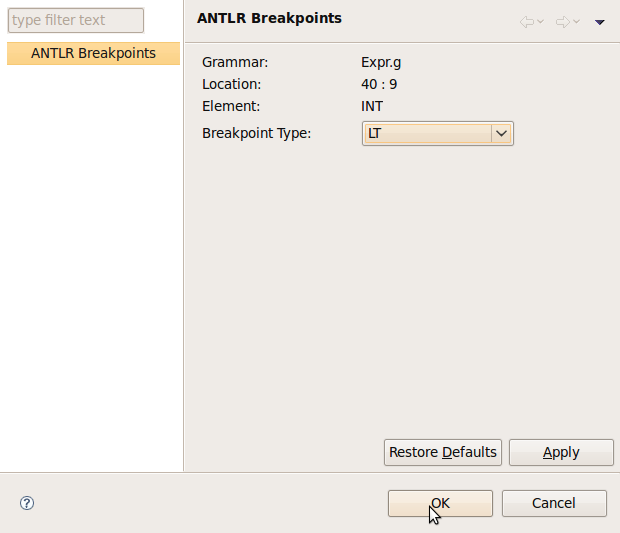 type filter text
ANTLR Breakpoints
ANTLR Breakpoints
Grammar: Expr.g
Location: 40 : 9
Element: INT
Breakpoint Type: LT
Restore Defaults Apply
? OK Cancel